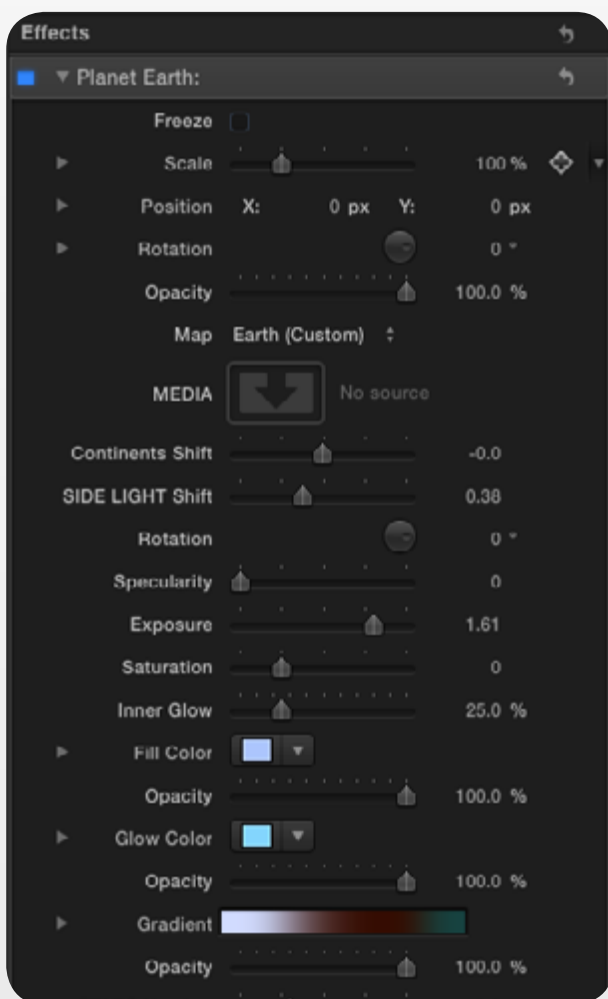 Effects
Planet Earth:
Freeze
Scale 100 %
Position X: 0 px Y: 0 px
Rotation 0 °
Opacity 100.0 %
Map Earth (Custom)
MEDIA No source
Continents Shift -0.0
SIDE LIGHT Shift 0.38
Rotation 0 °
Specularity 0
Exposure 1.61
Saturation 0
Inner Glow 25.0 %
Fill Color
Opacity 100.0 %
Glow Color
Opacity 100.0 %
Gradient
Opacity 100.0 %